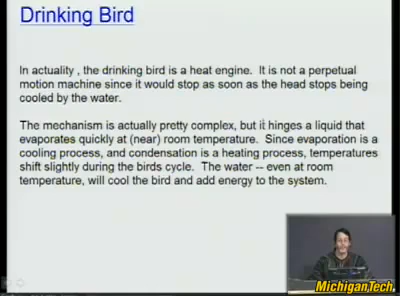 Drinking Bird
In actuality , the drinking bird is a heat engine.  It is not a perpetual
motion machine since it would stop as soon as the head stops being
cooled by the water.
The mechanism is actually pretty complex, but it hinges a liquid that
evaporates quickly at (near) room temperature.  Since evaporation is a
cooling process, and condensation is a heating process, temperatures
shift slightly during the birds cycle.  The water -- even at room
temperature, will cool the bird and add energy to the system.
MichiganTech